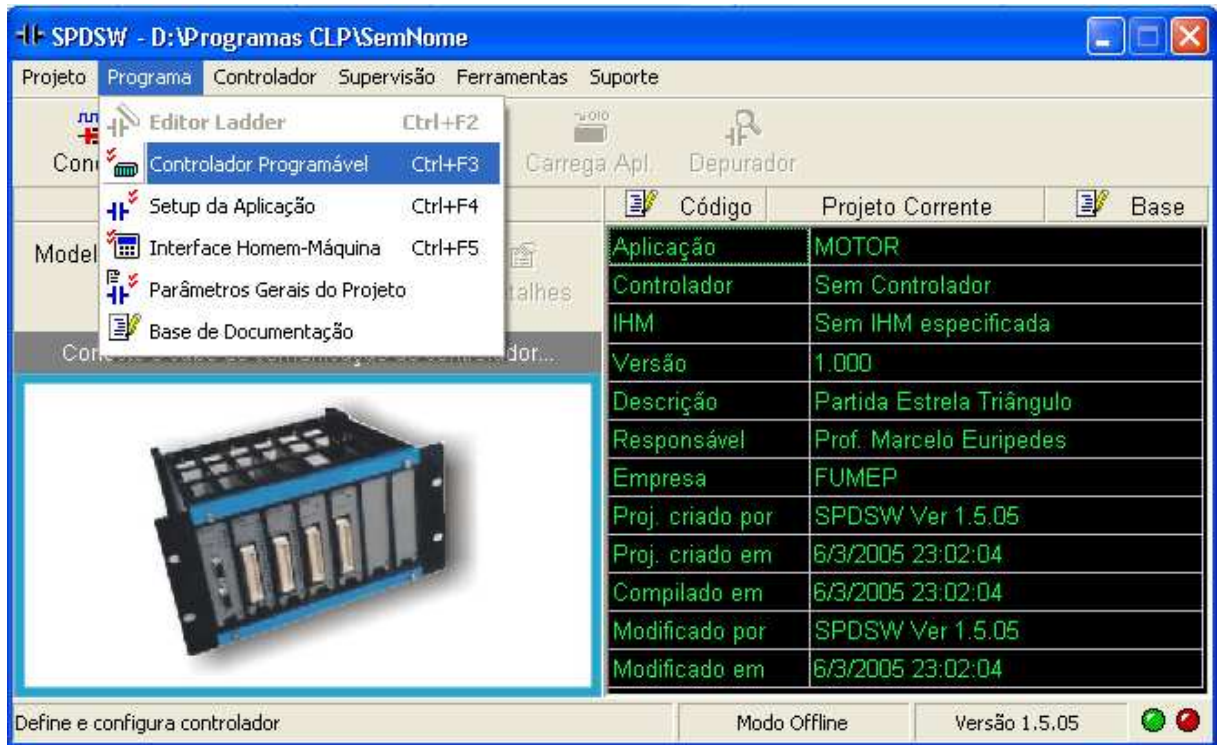 SPDSW - D:\Programas CLP\SemNome
Projeto Programa Controlador Supervisão Ferramentas Suporte
Editor Ladder Ctrl+F2
Controlador Programável Ctrl+F3
Setup da Aplicação Ctrl+F4
Interface Homem-Máquina Ctrl+F5
Parâmetros Gerais do Projeto
Base de Documentação
Carrega Apl. Depurador
Código Projeto Corrente Base
Aplicação MOTOR
Controlador Sem Controlador
IHM Sem IHM especificada
Versão 1.000
Descrição Partida Estrela Triângulo
Responsável Prof. Marcelo Euripedes
Empresa FUMEP
Proj. criado por SPDSW Ver 1.5.05
Proj. criado em 6/3/2005 23:02:04
Compilado em 6/3/2005 23:02:04
Modificado por SPDSW Ver 1.5.05
Modificado em 6/3/2005 23:02:04
Define e configura controlador Modo Offline Versão 1.5.05